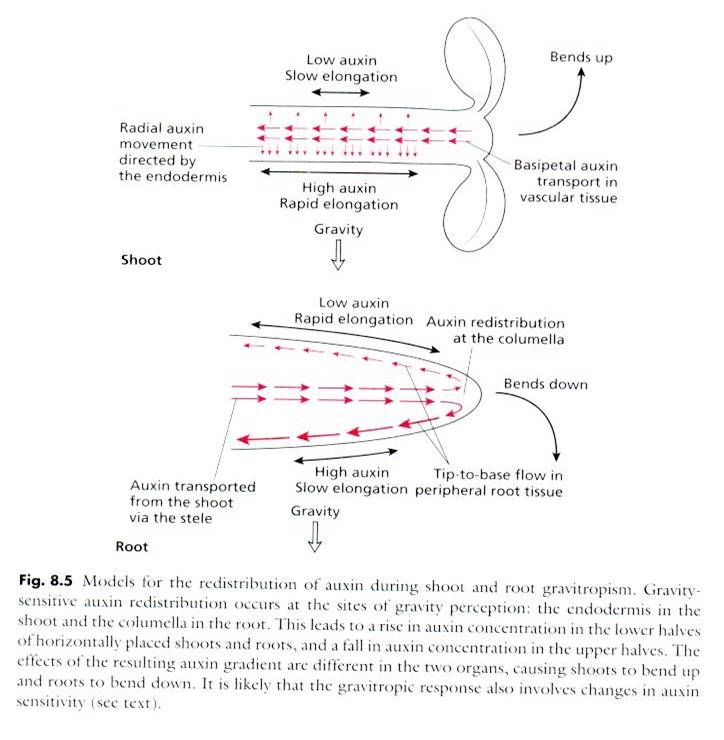 Low auxin
Slow elongation
Bends up
Radial auxin
movement
directed by
the endodermis
Basipetal auxin
transport in
vascular tissue
High auxin
Rapid elongation
Gravity
Shoot
Low auxin
Rapid elongation
Auxin redistribution
at the columella
Bends down
High auxin
Slow elongation
Tip-to-base flow in
peripheral root tissue
Auxin transported
from the shoot
via the stele
Gravity
Root
Fig. 8.5 Models for the redistribution of auxin during shoot and root gravitropism. Gravity-
sensitive auxin redistribution occurs at the sites of gravity perception: the endodermis in the
shoot and the columella in the root. This leads to a rise in auxin concentration in the lower halves
of horizontally placed shoots and roots, and a fall in auxin concentration in the upper halves. The
effects of the resulting auxin gradient are different in the two organs, causing shoots to bend up
and roots to bend down. It is likely that the gravitropic response also involves changes in auxin
sensitivity (see text).